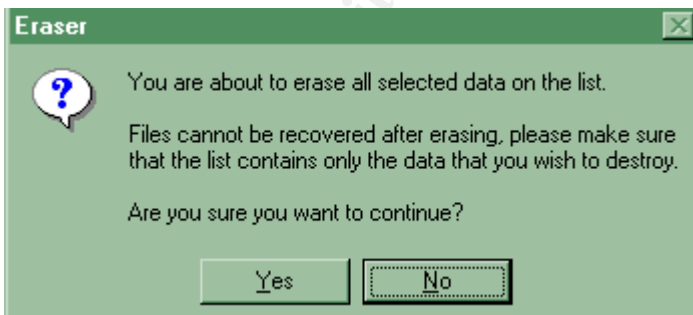 Eraser
You are about to erase all selected data on the list.
Files cannot be recovered after erasing, please make sure
that the list contains only the data that you wish to destroy.
Are you sure you want to continue?
Yes
No